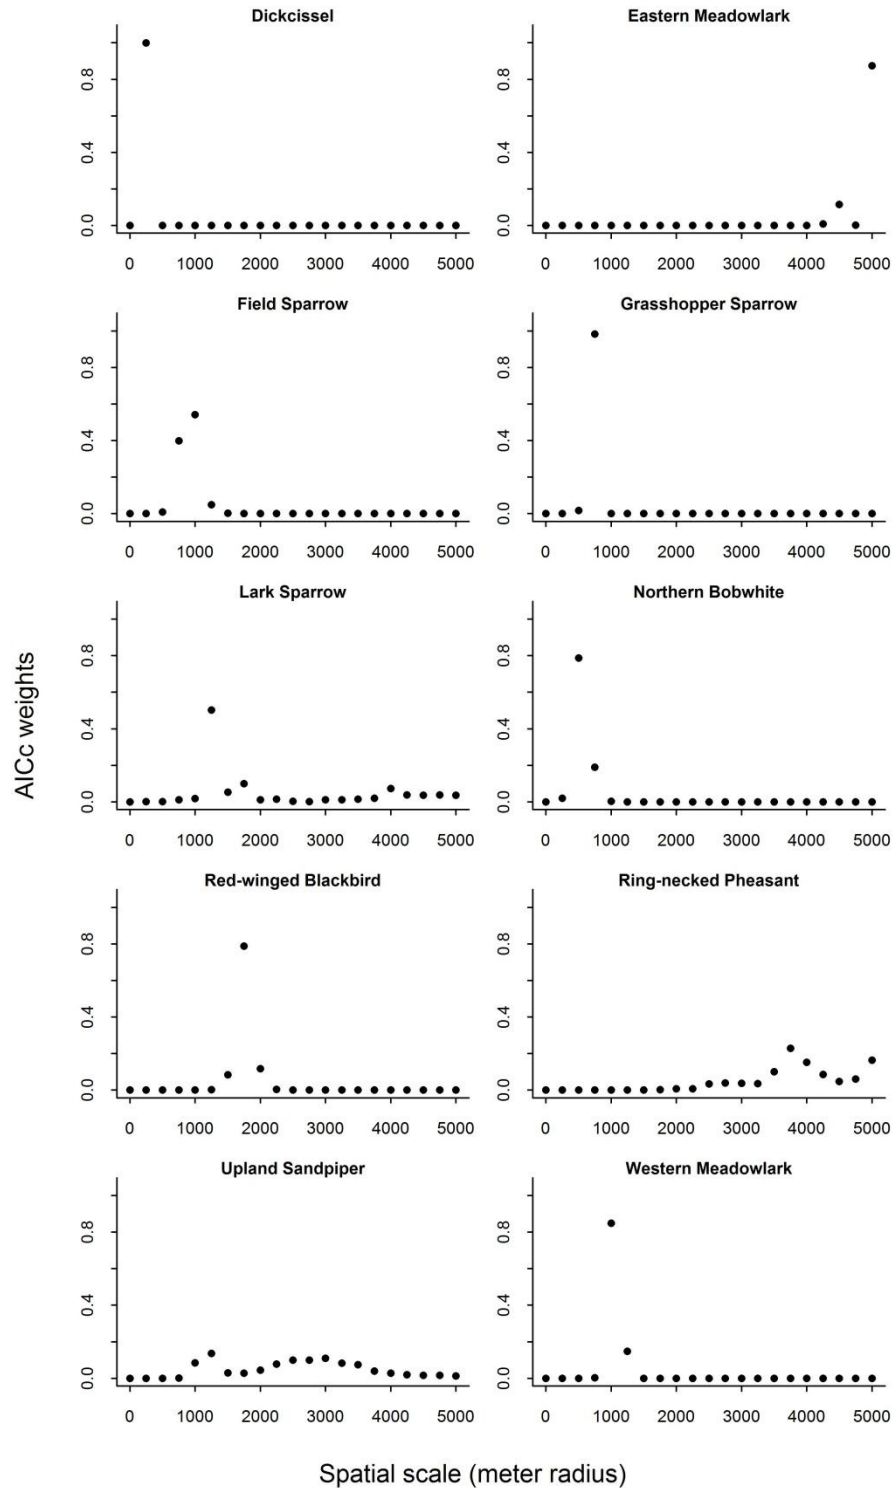 Dickcissel
0.0 0.4 0.8
0 1000 2000 3000 4000 5000
Eastern Meadowlark
0.0 0.4 0.8
0 1000 2000 3000 4000 5000
Field Sparrow
0.0 0.4 0.8
0 1000 2000 3000 4000 5000
Grasshopper Sparrow
0.0 0.4 0.8
0 1000 2000 3000 4000 5000
Lark Sparrow
0.0 0.4 0.8
0 1000 2000 3000 4000 5000
Northern Bobwhite
0.0 0.4 0.8
0 1000 2000 3000 4000 5000
Red-winged Blackbird
0.0 0.4 0.8
0 1000 2000 3000 4000 5000
Ring-necked Pheasant
0.0 0.4 0.8
0 1000 2000 3000 4000 5000
Upland Sandpiper
0.0 0.4 0.8
0 1000 2000 3000 4000 5000
Western Meadowlark
0.0 0.4 0.8
0 1000 2000 3000 4000 5000
AICc weights
Spatial scale (meter radius)